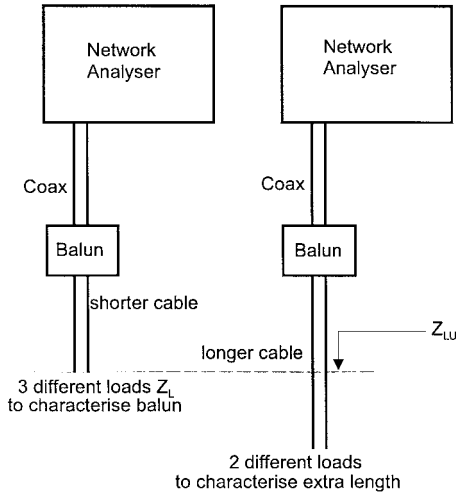 Network
Analyser
Coax
Balun
shorter cable
3 different loads Z_L
to characterise balun
Network
Analyser
Coax
Balun
longer cable
Z_LU
2 different loads
to characterise extra length